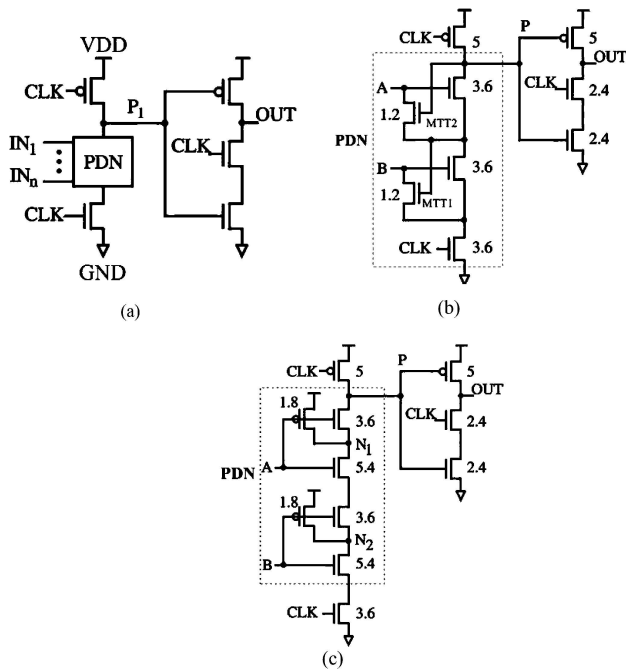 VDD
CLK
P1
OUT
IN1
INn
PDN
CLK
CLK
GND
(a)
CLK
5
P
5
OUT
A
3.6
CLK
2.4
1.2
MTT2
PDN
B
3.6
2.4
1.2
MTT1
CLK
3.6
(b)
CLK
5
P
5
OUT
1.8
3.6
CLK
2.4
N1
A
5.4
2.4
PDN
1.8
3.6
N2
B
5.4
CLK
3.6
(c)